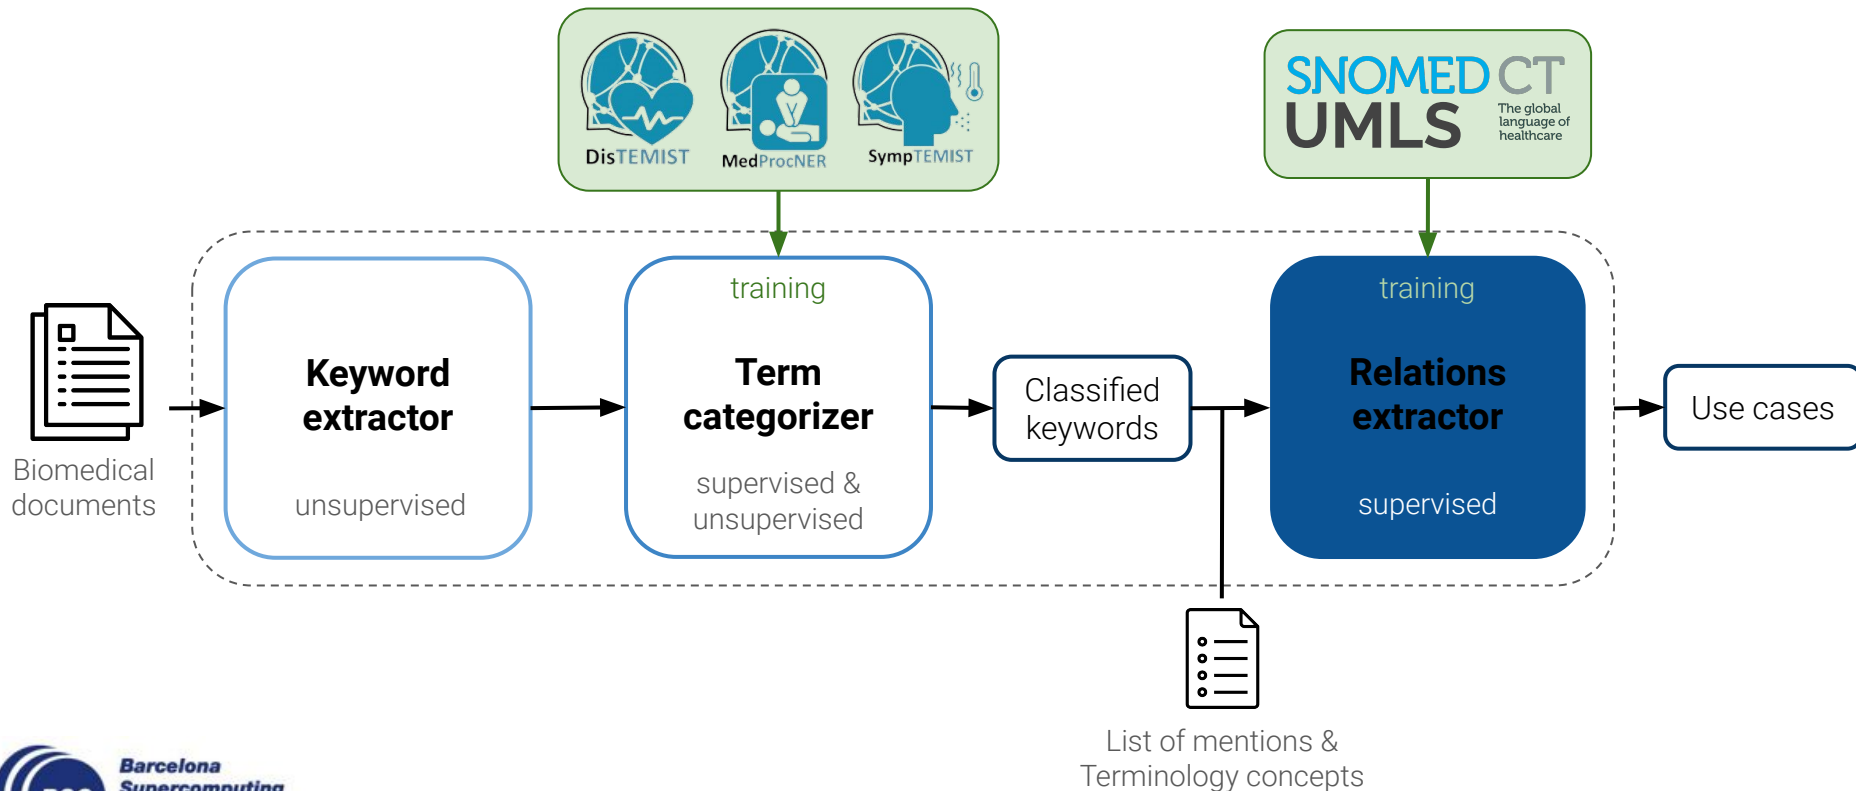 DisTEMIST
MedProcNER
SympTEMIST
SNOMED CT
UMLS
The global
language of
healthcare
training
training
Keyword
extractor
unsupervised
Term
categorizer
supervised &
unsupervised
Classified
keywords
Relations
extractor
supervised
Use cases
Biomedical
documents
List of mentions &
Terminology concepts
Barcelona
Supercomputing